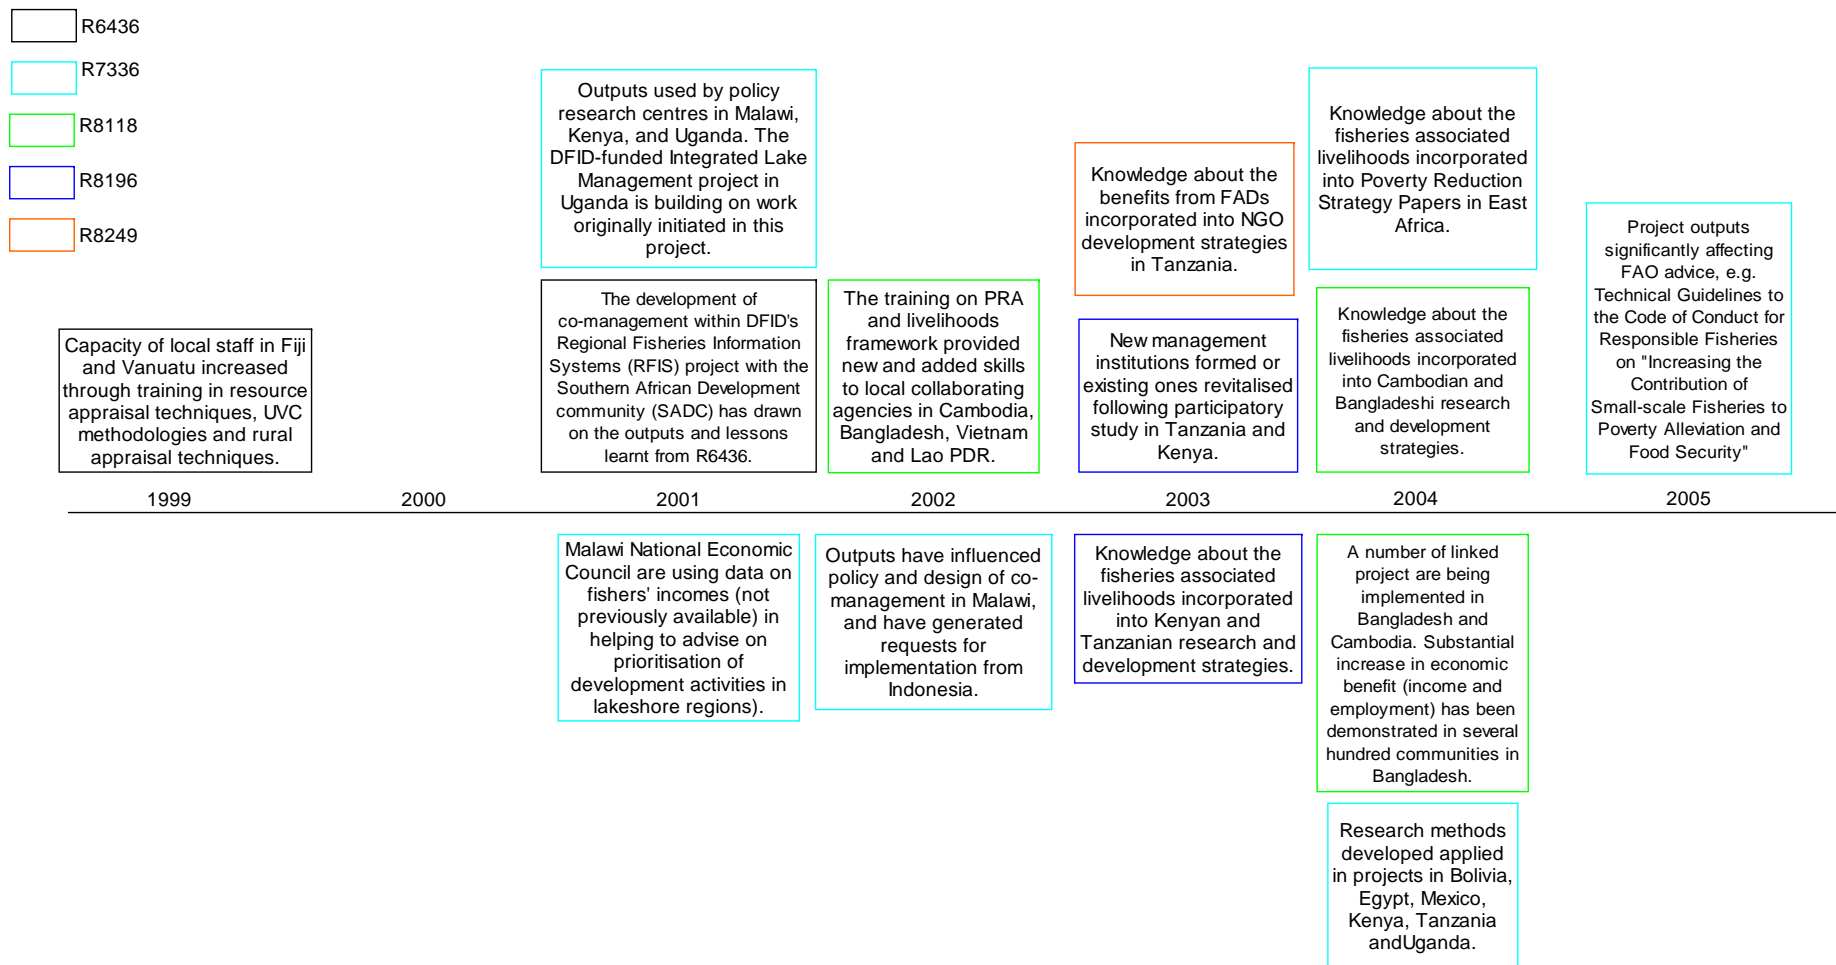 R6436
R7336
R8118
R8196
R8249
Outputs used by policy
research centres in Malawi,
Kenya, and Uganda. The
DFID-funded Integrated Lake
Management project in
Uganda is building on work
originally initiated in this
project.
Knowledge about the
benefits from FADs
incorporated into NGO
development strategies
in Tanzania.
Knowledge about the
fisheries associated
livelihoods incorporated
into Poverty Reduction
Strategy Papers in East
Africa.
Capacity of local staff in Fiji
and Vanuatu increased
through training in resource
appraisal techniques, UVC
methodologies and rural
appraisal techniques.
The development of
co-management within DFID's
Regional Fisheries Information
Systems (RFIS) project with the
Southern African Development
community (SADC) has drawn
on the outputs and lessons
learnt from R6436.
The training on PRA
and livelihoods
framework provided
new and added skills
to local collaborating
agencies in Cambodia,
Bangladesh, Vietnam
and Lao PDR.
New management
institutions formed or
existing ones revitalised
following participatory
study in Tanzania and
Kenya.
Knowledge about the
fisheries associated
livelihoods incorporated
into Cambodian and
Bangladeshi research
and development
strategies.
Project outputs
significantly affecting
FAO advice, e.g.
Technical Guidelines to
the Code of Conduct for
Responsible Fisheries
on "Increasing the
Contribution of
Small-scale Fisheries to
Poverty Alleviation and
Food Security"
1999 2000 2001 2002 2003 2004 2005
Malawi National Economic
Council are using data on
fishers' incomes (not
previously available) in
helping to advise on
prioritisation of
development activities in
lakeshore regions).
Outputs have influenced
policy and design of co-
management in Malawi,
and have generated
requests for
implementation from
Indonesia.
Knowledge about the
fisheries associated
livelihoods incorporated
into Kenyan and
Tanzanian research and
development strategies.
A number of linked
project are being
implemented in
Bangladesh and
Cambodia. Substantial
increase in economic
benefit (income and
employment) has been
demonstrated in several
hundred communities in
Bangladesh.
Research methods
developed applied
in projects in Bolivia,
Egypt, Mexico,
Kenya, Tanzania
andUganda.